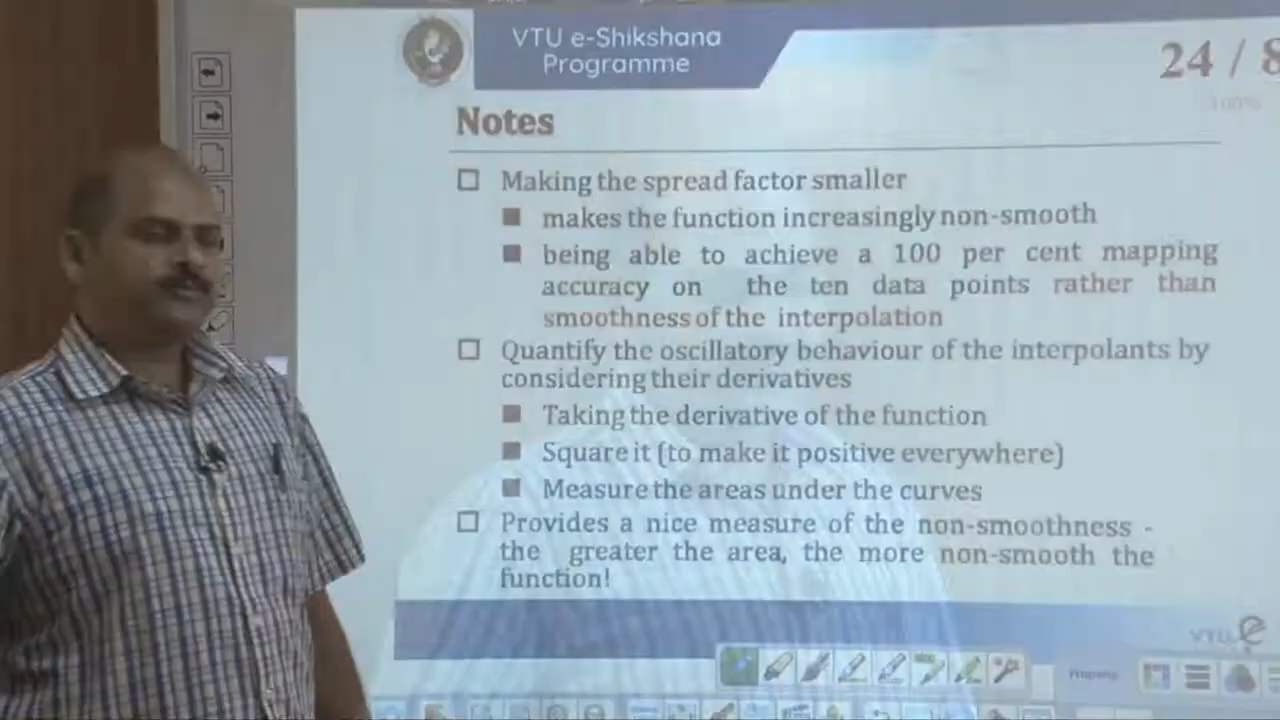 VTU e-Shikshana
Programme
24 / 8
100%
Notes
Making the spread factor smaller
makes the function increasingly non-smooth
being able to achieve a 100 per cent mapping
accuracy on the ten data points rather than
smoothness of the interpolation
Quantify the oscillatory behaviour of the interpolants by
considering their derivatives
Taking the derivative of the function
Square it (to make it positive everywhere)
Measure the areas under the curves
Provides a nice measure of the non-smoothness -
the greater the area, the more non-smooth the
function!
VTU e